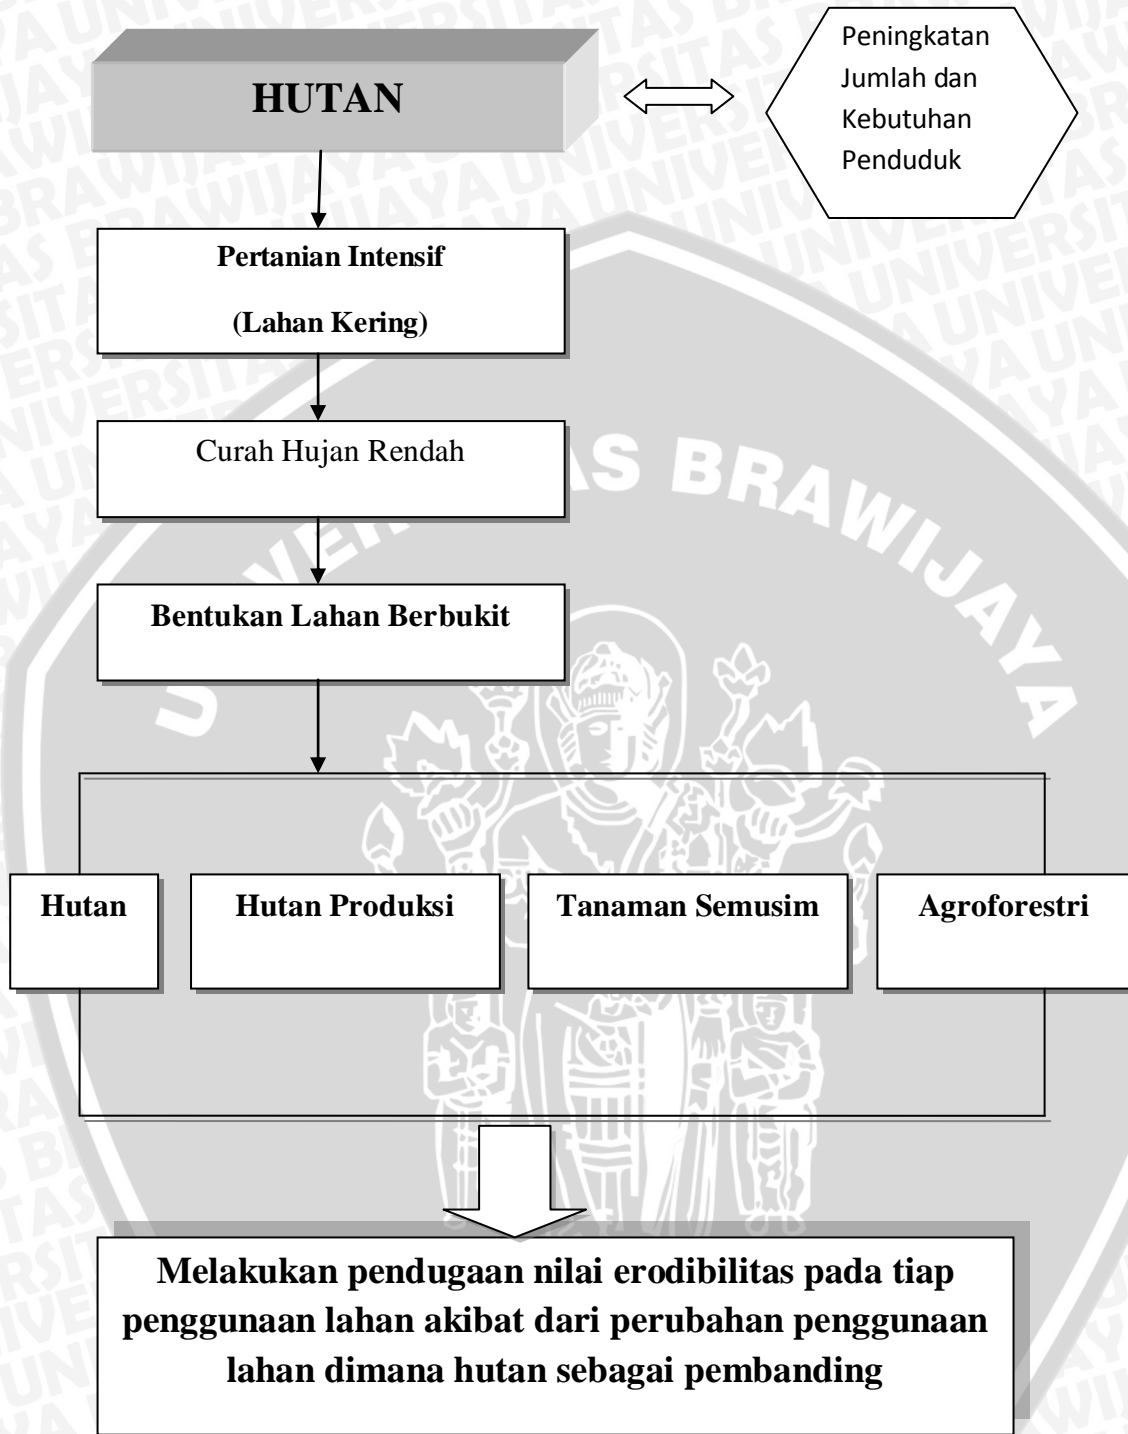 HUTAN
Peningkatan
Jumlah dan
Kebutuhan
Penduduk
Pertanian Intensif
(Lahan Kering)
Curah Hujan Rendah
Bentukan Lahan Berbukit
Hutan
Hutan Produksi
Tanaman Semusim
Agroforestri
Melakukan pendugaan nilai erodibilitas pada tiap
penggunaan lahan akibat dari perubahan penggunaan
lahan dimana hutan sebagai pembanding